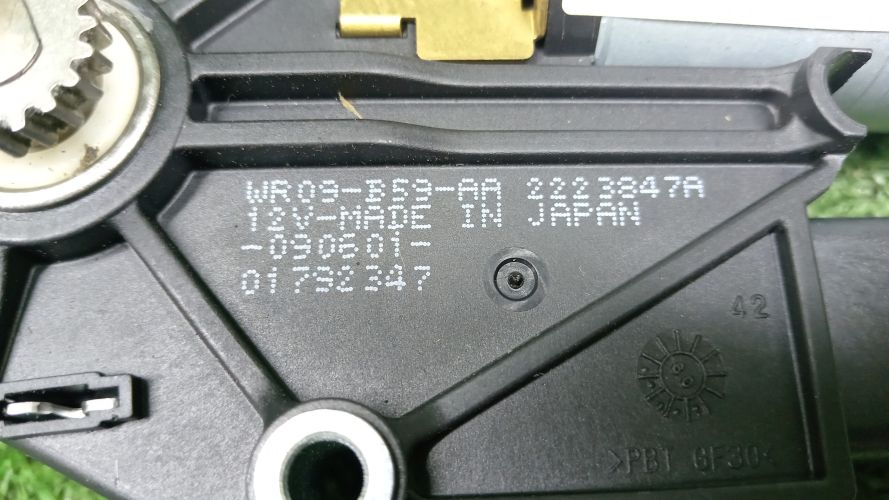 WR09-B59-AA 2223847A
12V-MADE IN JAPAN
-090601-
01792347
42
>PBT GF30<